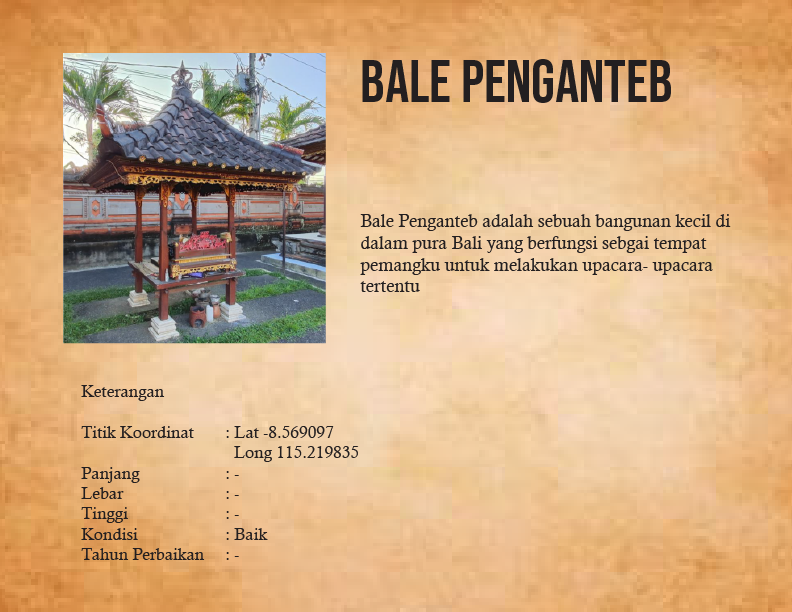 BALE PENGANTEB
Bale Penganteb adalah sebuah bangunan kecil di
dalam pura Bali yang berfungsi sebgai tempat
pemangku untuk melakukan upacara- upacara
tertentu
Keterangan
Titik Koordinat : Lat -8.569097
Long 115.219835
Panjang : -
Lebar : -
Tinggi : -
Kondisi : Baik
Tahun Perbaikan : -